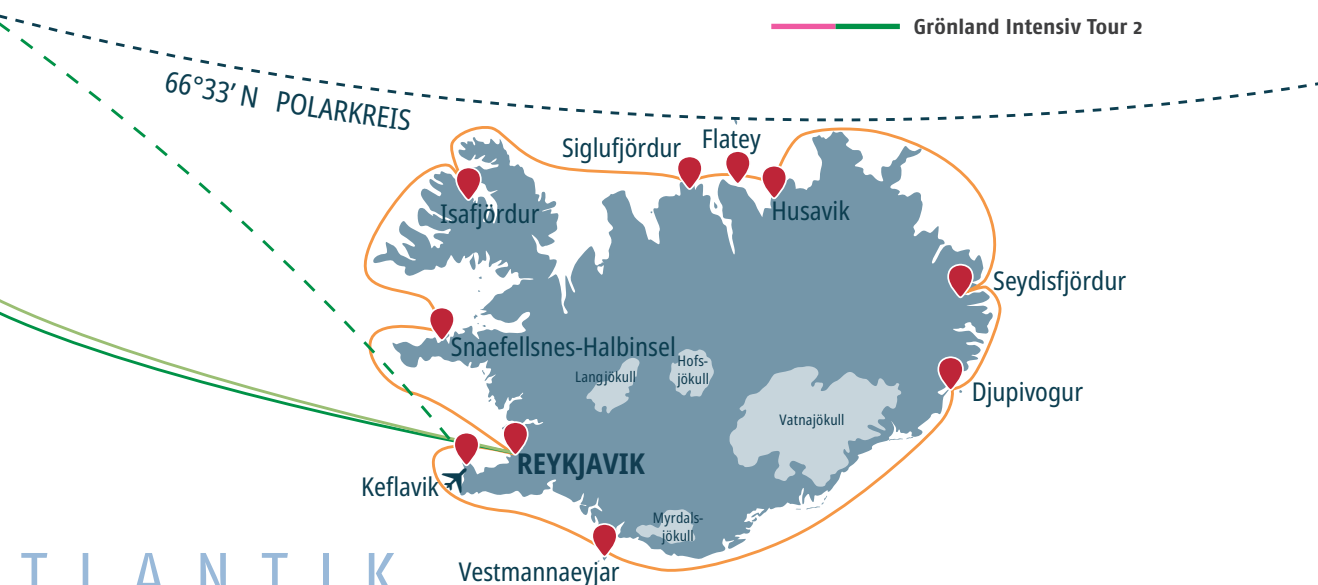 Grönland Intensiv Tour 2
66°33′ N POLARKREIS
Siglufjördur
Flatey
Isafjördur
Husavik
Seydisfjördur
Snaefellsnes-Halbinsel
Langjökull
Hofs-
jökull
Djupivogur
Vatnajökull
REYKJAVIK
Keflavik
Myrdals-
jökull
TLANTIK
Vestmannaeyjar